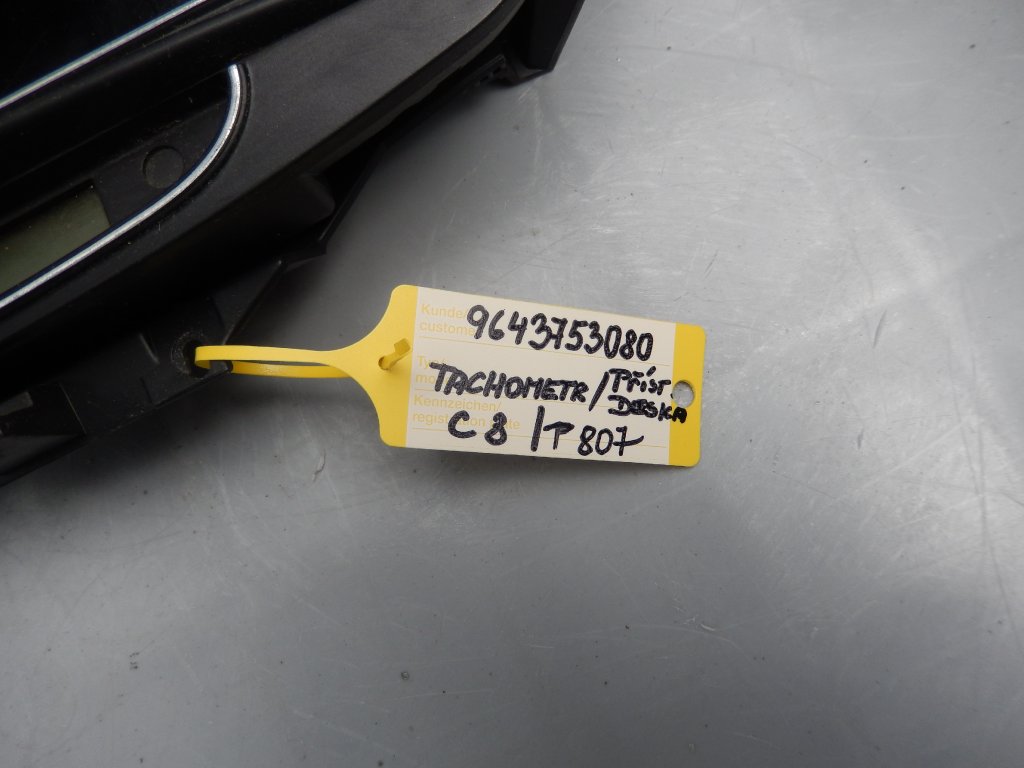 Kunde
custome
9643753080
TACHOMETR/PŘÍST.
DESKA
Kennzeichen/
C8 /P 807